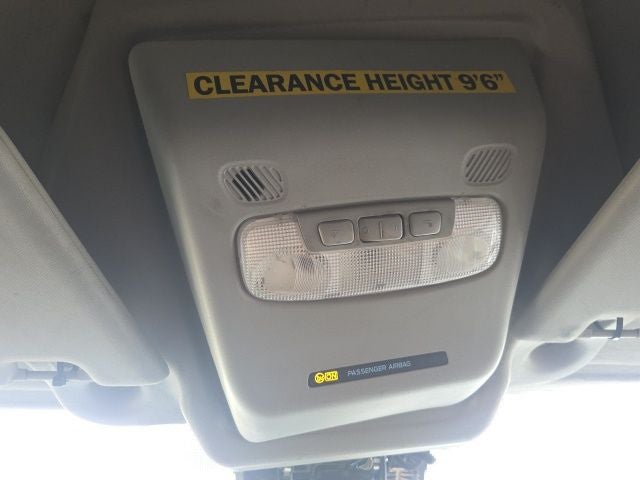 CLEARANCE HEIGHT 9'6"
ON PASSENGER AIRBAG